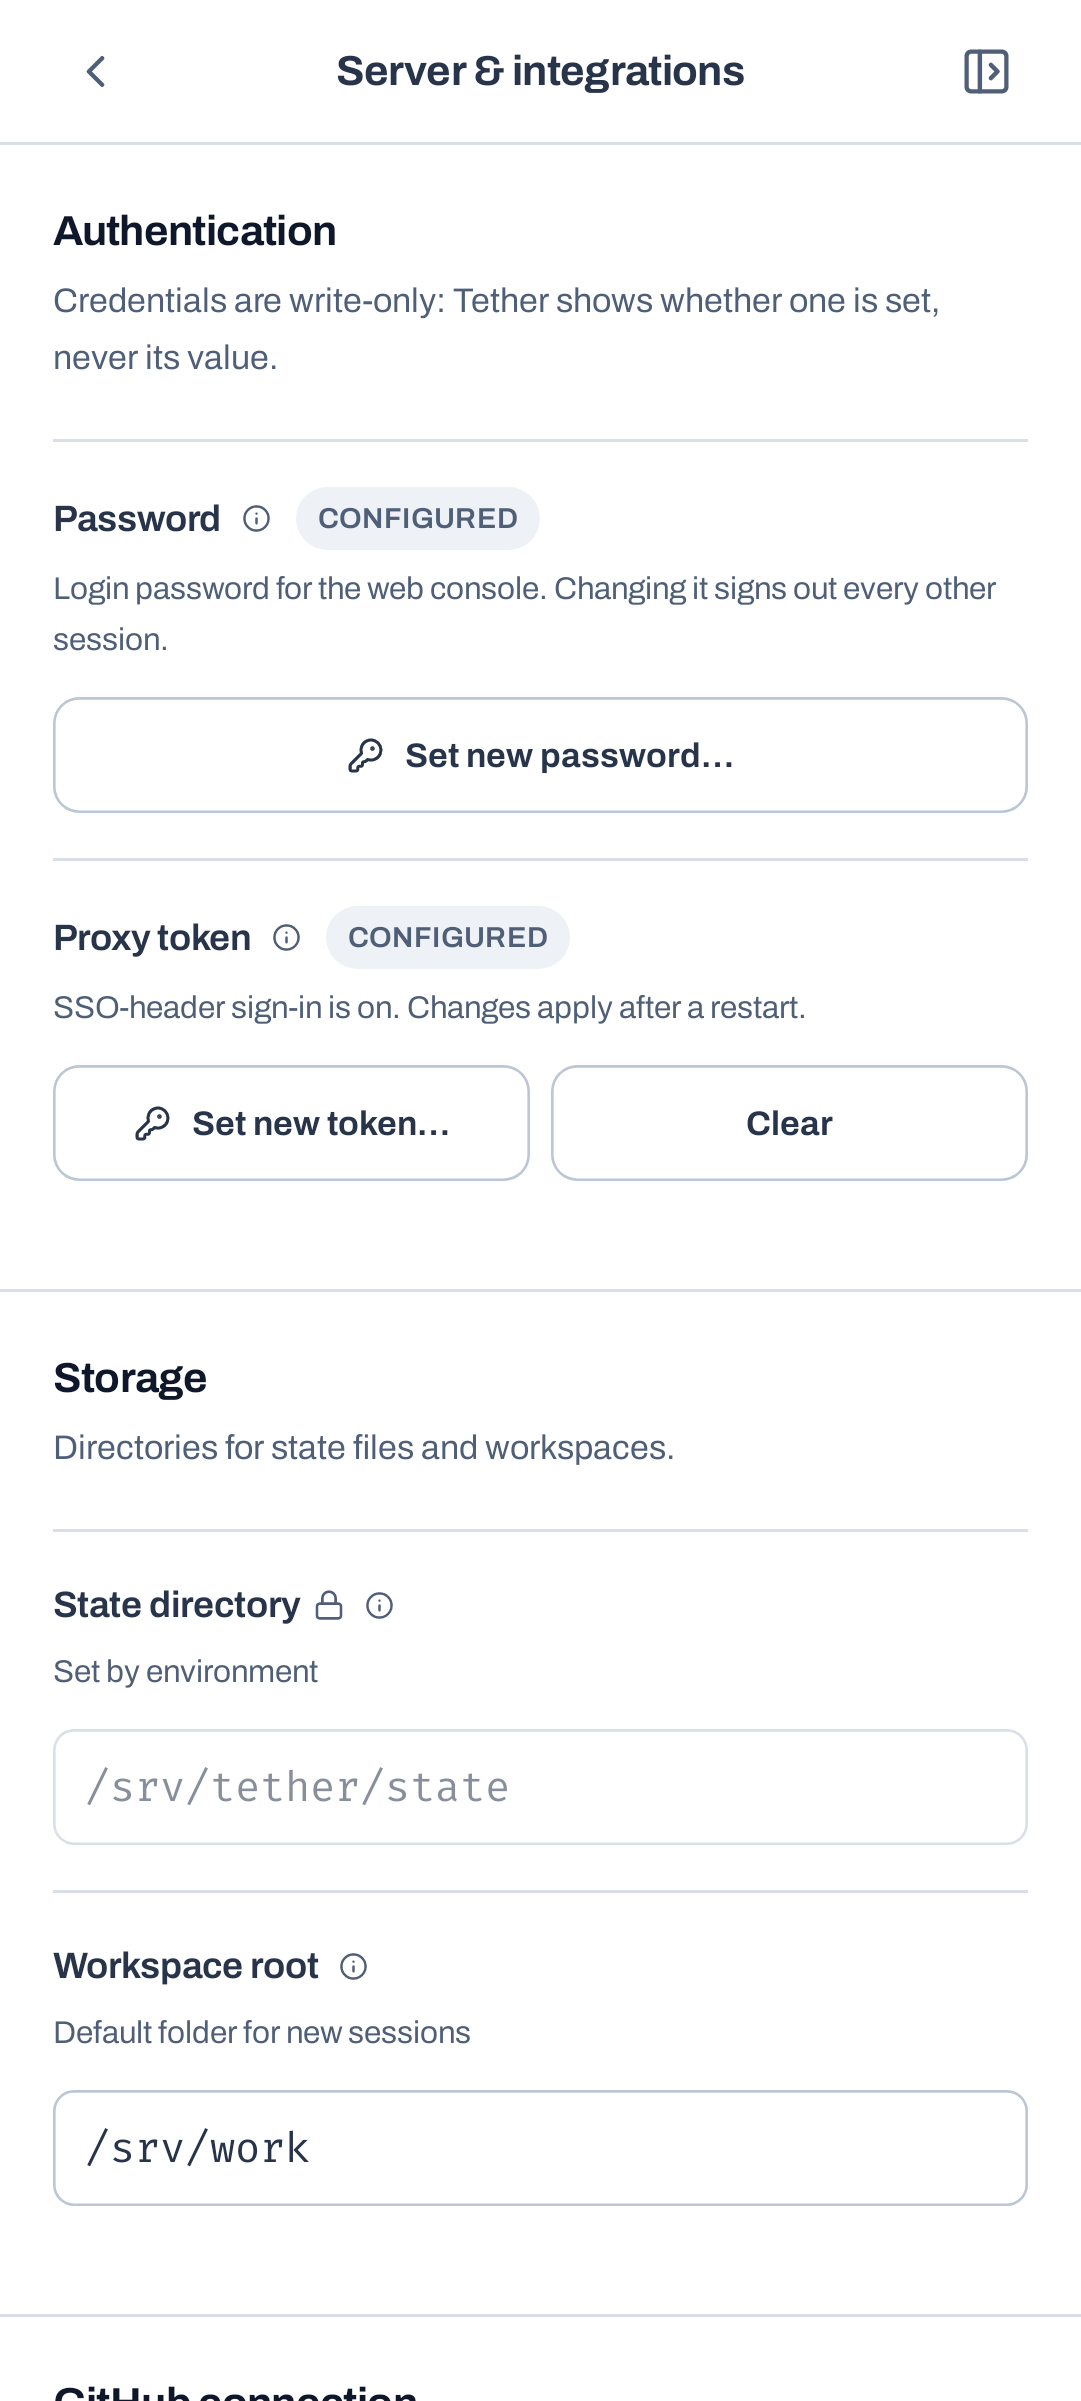 Server & integrations
Authentication
Credentials are write-only: Tether shows whether one is set,
never its value.
Password CONFIGURED
Login password for the web console. Changing it signs out every other
session.
Set new password...
Proxy token CONFIGURED
SSO-header sign-in is on. Changes apply after a restart.
Set new token...
Clear
Storage
Directories for state files and workspaces.
State directory
Set by environment
/srv/tether/state
Workspace root
Default folder for new sessions
/srv/work
GitHub connection